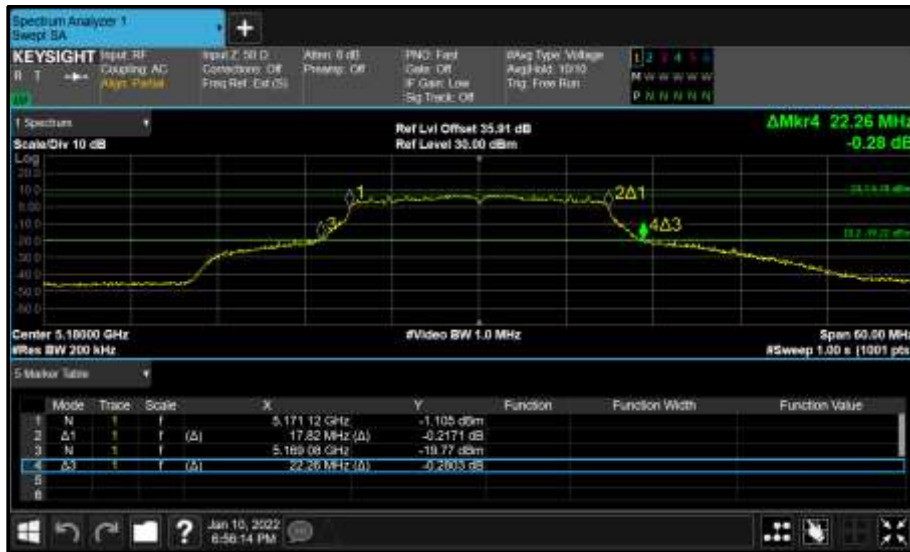 Spectrum Analyzer 1
Swept SA
+
KEYSIGHT Input: RF
R T Coupling: AC
Align: Partial
Input Z: 50 Ω
Corrections: Off
Freq Ref: Ext (S)
Atten: 6 dB
Preamp: Off
PNO: Fast
Gate: Off
IF Gain: Low
Sig Track: Off
#Avg Type: Voltage
Avg|Hold: 10/10
Trig: Free Run
1 2 3 4 5 6
M W W W W W
P N N N N N
1 Spectrum
Scale/Div 10 dB
Ref Lvl Offset 35.91 dB
Ref Level 30.00 dBm
ΔMkr4 22.26 MHz
-0.28 dB
Log
20.0
10.0
0.00
-10.0
-20.0
-30.0
-40.0
-50.0
-60.0
1
2Δ1
3
4Δ3
Center 5.18000 GHz
#Video BW 1.0 MHz
Span 60.00 MHz
#Res BW 200 kHz
#Sweep 1.00 s (1001 pts)
5 Marker Table
Mode Trace Scale X Y Function Function Width Function Value
1 N 1 f 5.171 12 GHz -1.105 dBm
2 Δ1 1 f (Δ) 17.82 MHz (Δ) -0.2171 dB
3 N 1 f 5.169 08 GHz -19.77 dBm
4 Δ3 1 f (Δ) 22.26 MHz (Δ) -0.2803 dB
5
6
?
Jan 10, 2022
6:56:14 PM